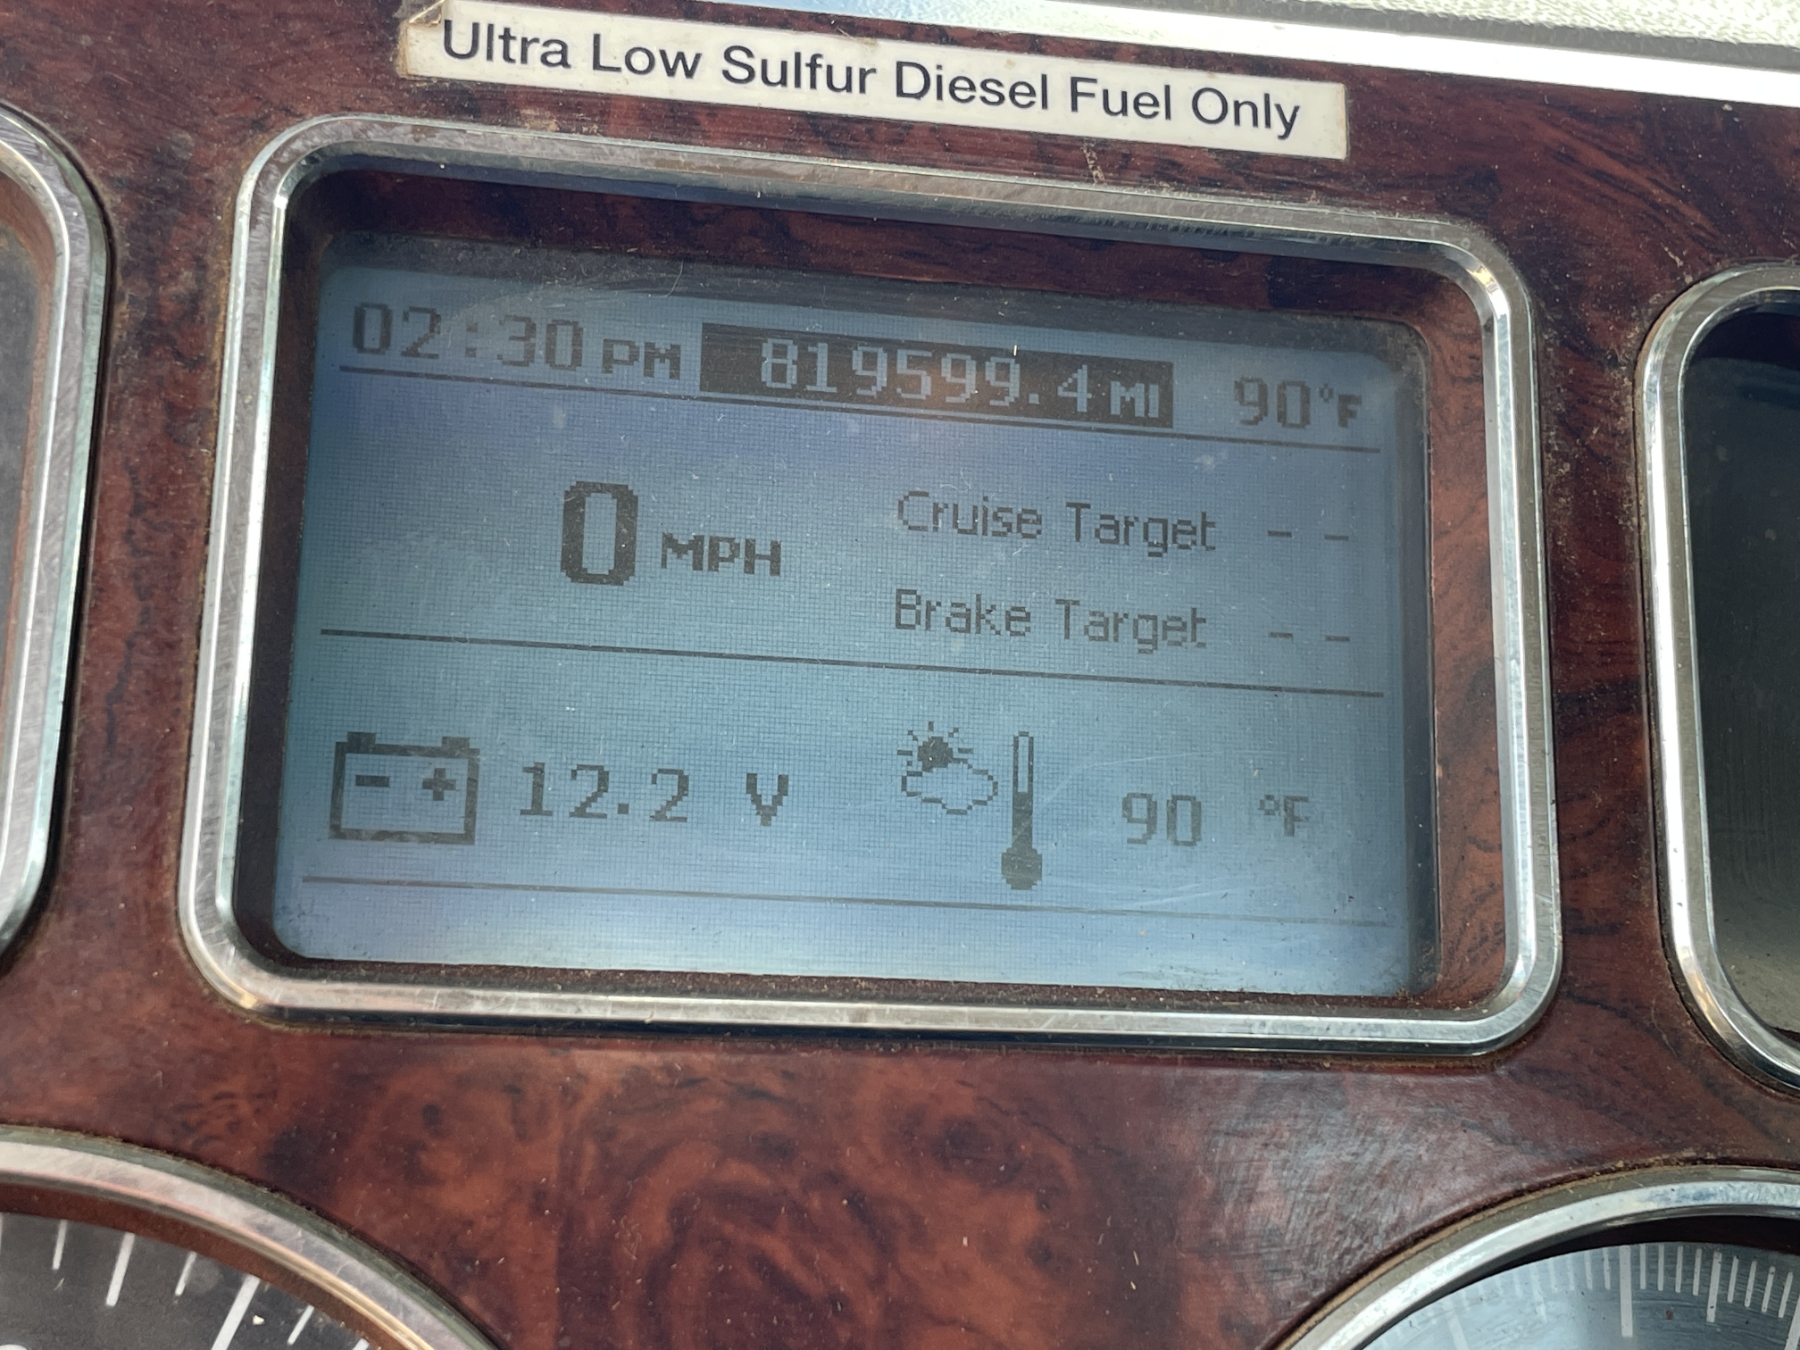 Ultra Low Sulfur Diesel Fuel Only
02:30 PM 819599.4 MI 90°F
0 MPH
Cruise Target - -
Brake Target - -
- +
12.2 V 90 °F